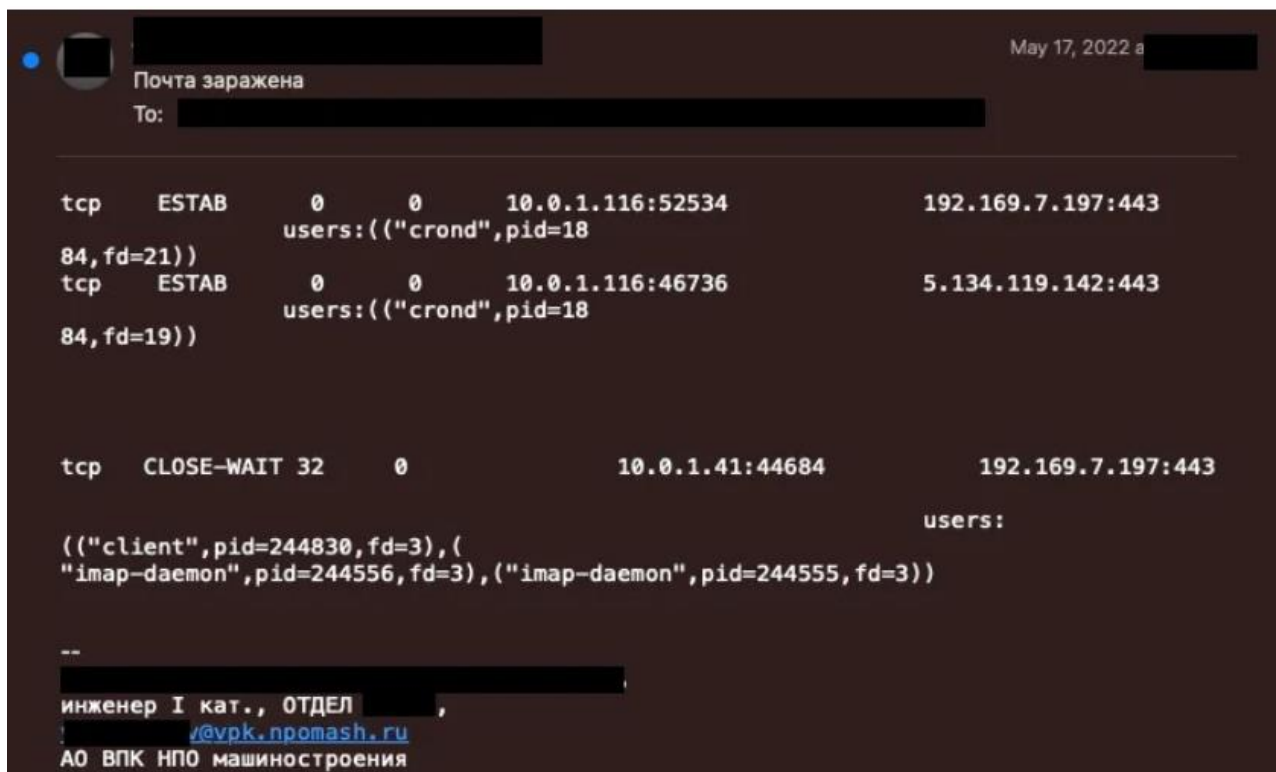 May 17, 2022 a
Почта заражена
To:
tcp ESTAB 0 0 10.0.1.116:52534 192.169.7.197:443
users:(("crond",pid=18
84,fd=21))
tcp ESTAB 0 0 10.0.1.116:46736 5.134.119.142:443
users:(("crond",pid=18
84,fd=19))
tcp CLOSE-WAIT 32 0 10.0.1.41:44684 192.169.7.197:443
users:
(("client",pid=244830,fd=3),(
"imap-daemon",pid=244556,fd=3),("imap-daemon",pid=244555,fd=3))
--
инженер I кат., ОТДЕЛ ,
v@vpk.npomash.ru
АО ВПК НПО машиностроения